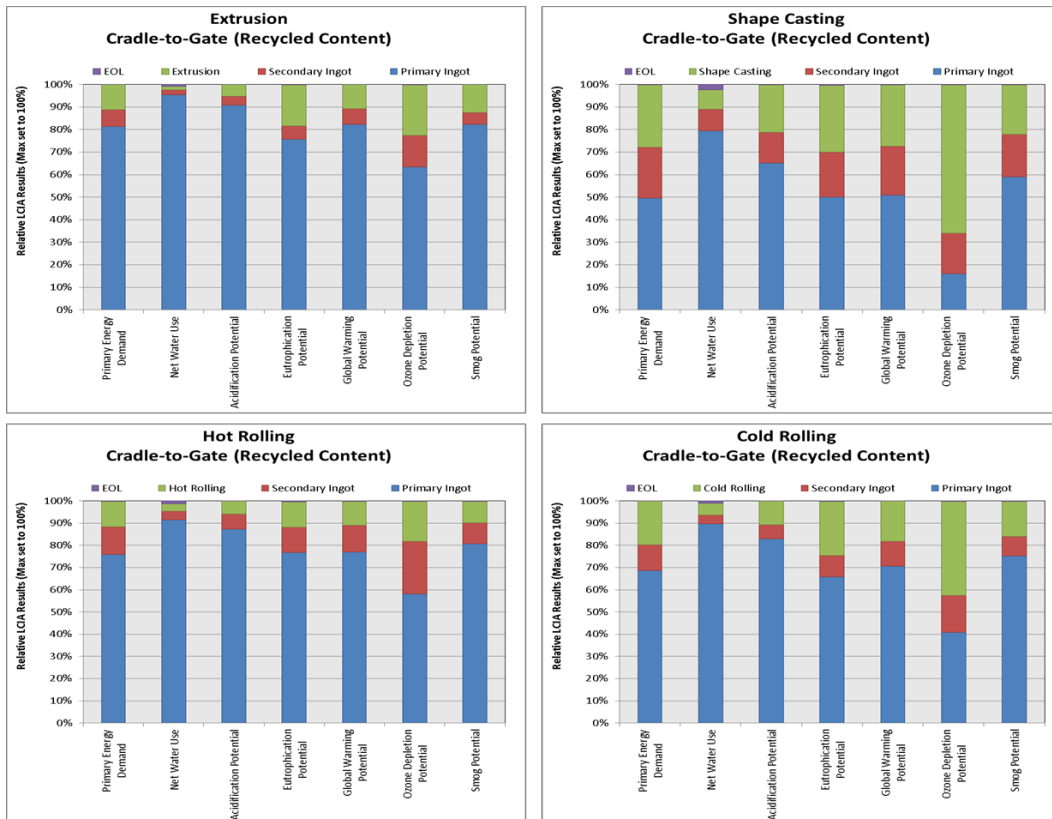 Extrusion
Cradle-to-Gate (Recycled Content)
EOL Extrusion Secondary Ingot Primary Ingot
Relative LCIA Results (Max set to 100%)
100%
90%
80%
70%
60%
50%
40%
30%
20%
10%
0%
Primary Energy
Demand
Net Water Use
Acidification Potential
Eutrophication
Potential
Global Warming
Potential
Ozone Depletion
Potential
Smog Potential
Shape Casting
Cradle-to-Gate (Recycled Content)
EOL Shape Casting Secondary Ingot Primary Ingot
Relative LCIA Results (Max set to 100%)
100%
90%
80%
70%
60%
50%
40%
30%
20%
10%
0%
Primary Energy
Demand
Net Water Use
Acidification Potential
Eutrophication
Potential
Global Warming
Potential
Ozone Depletion
Potential
Smog Potential
Hot Rolling
Cradle-to-Gate (Recycled Content)
EOL Hot Rolling Secondary Ingot Primary Ingot
Relative LCIA Results (Max set to 100%)
100%
90%
80%
70%
60%
50%
40%
30%
20%
10%
0%
Primary Energy
Demand
Net Water Use
Acidification Potential
Eutrophication
Potential
Global Warming
Potential
Ozone Depletion
Potential
Smog Potential
Cold Rolling
Cradle-to-Gate (Recycled Content)
EOL Cold Rolling Secondary Ingot Primary Ingot
Relative LCIA Results (Max set to 100%)
100%
90%
80%
70%
60%
50%
40%
30%
20%
10%
0%
Primary Energy
Demand
Net Water Use
Acidification Potential
Eutrophication
Potential
Global Warming
Potential
Ozone Depletion
Potential
Smog Potential